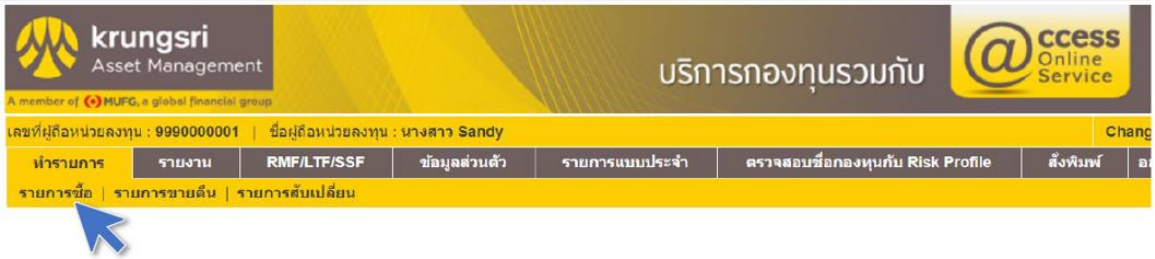 krungsri
Asset Management
A member of MUFG, a global financial group
บริการกองทุนรวมกับ
@ccess
Online
Service
เลขที่ผู้ถือหน่วยลงทุน : 9990000001 | ชื่อผู้ถือหน่วยลงทุน : นางสาว Sandy
ทำรายการ รายงาน RMF/LTF/SSF ข้อมูลส่วนตัว รายการแบบประจำ ตรวจสอบชื่อกองทุนกับ Risk Profile สั่งพิมพ์
รายการซื้อ | รายการขายคืน | รายการสับเปลี่ยน